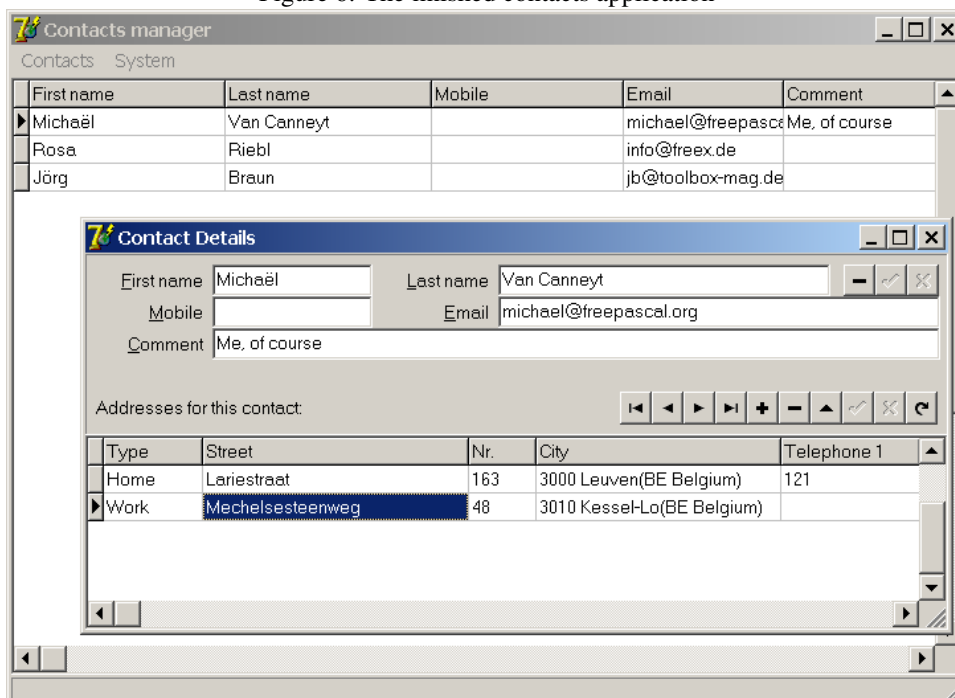 Figure 6: The finished contacts application
Contacts manager
Contacts System
First name Last name Mobile Email Comment
Michaël Van Canneyt michael@freepasca Me, of course
Rosa Riebl info@freex.de
Jörg Braun jb@toolbox-mag.de
Contact Details
First name Michaël Last name Van Canneyt
Mobile Email michael@freepascal.org
Comment Me, of course
Addresses for this contact:
Type Street Nr. City Telephone 1
Home Lariestraat 163 3000 Leuven(BE Belgium) 121
Work Mechelsesteenweg 48 3010 Kessel-Lo(BE Belgium)